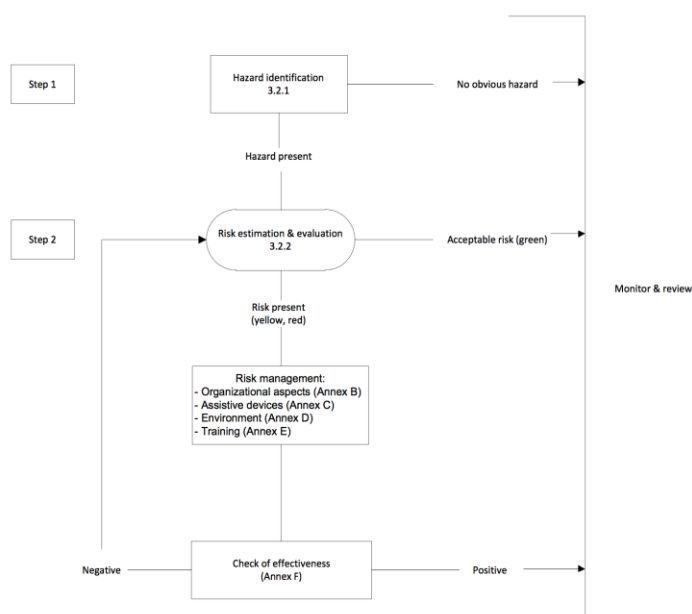 Step 1
Hazard identification
3.2.1
No obvious hazard
Hazard present
Step 2
Risk estimation & evaluation
3.2.2
Acceptable risk (green)
Monitor & review
Risk present
(yellow, red)
Risk management:
- Organizational aspects (Annex B)
- Assistive devices (Annex C)
- Environment (Annex D)
- Training (Annex E)
Negative
Check of effectiveness
(Annex F)
Positive